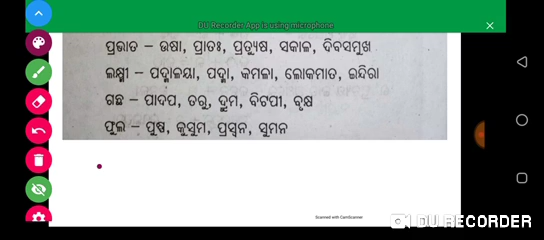 DU Recorder App is using microphone
ପ୍ରଭାତ – ଉଷା, ପ୍ରାତଃ, ପ୍ରତ୍ୟୁଷ, ସକାଳ, ଦିବସମୁଖ
ଲକ୍ଷ୍ମୀ – ପଦ୍ମାଳୟା, ପଦ୍ମା, କମଳା, ଲୋକମାତ, ଇନ୍ଦିରା
ଗଛ – ପାଦପ, ତରୁ, ଦ୍ରୁମ, ବିଟପୀ, ବୃକ୍ଷ
ଫୁଲ – ପୁଷ୍ପ, କୁସୁମ, ପ୍ରସ୍ବନ, ସୁମନ
Scanned with CamScanner
DU RECORDER